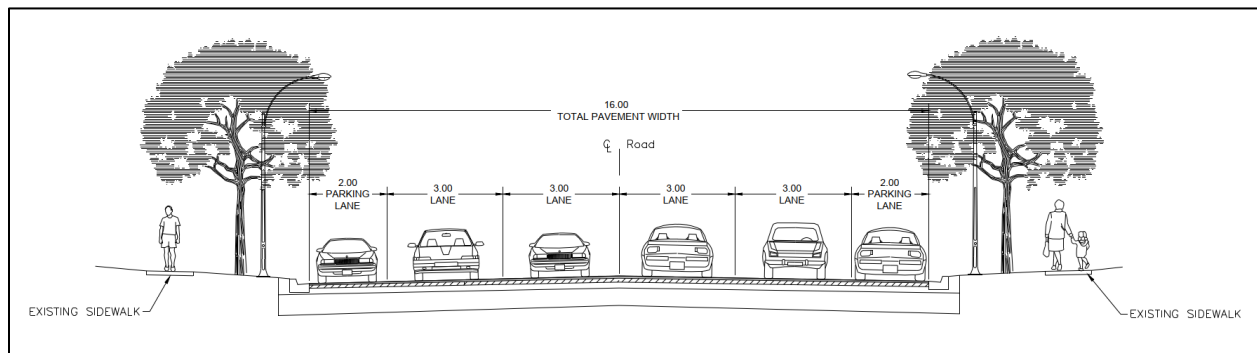 16.00
TOTAL PAVEMENT WIDTH
℄ Road
2.00
PARKING
LANE
3.00
LANE
3.00
LANE
3.00
LANE
3.00
LANE
2.00
PARKING
LANE
EXISTING SIDEWALK
EXISTING SIDEWALK